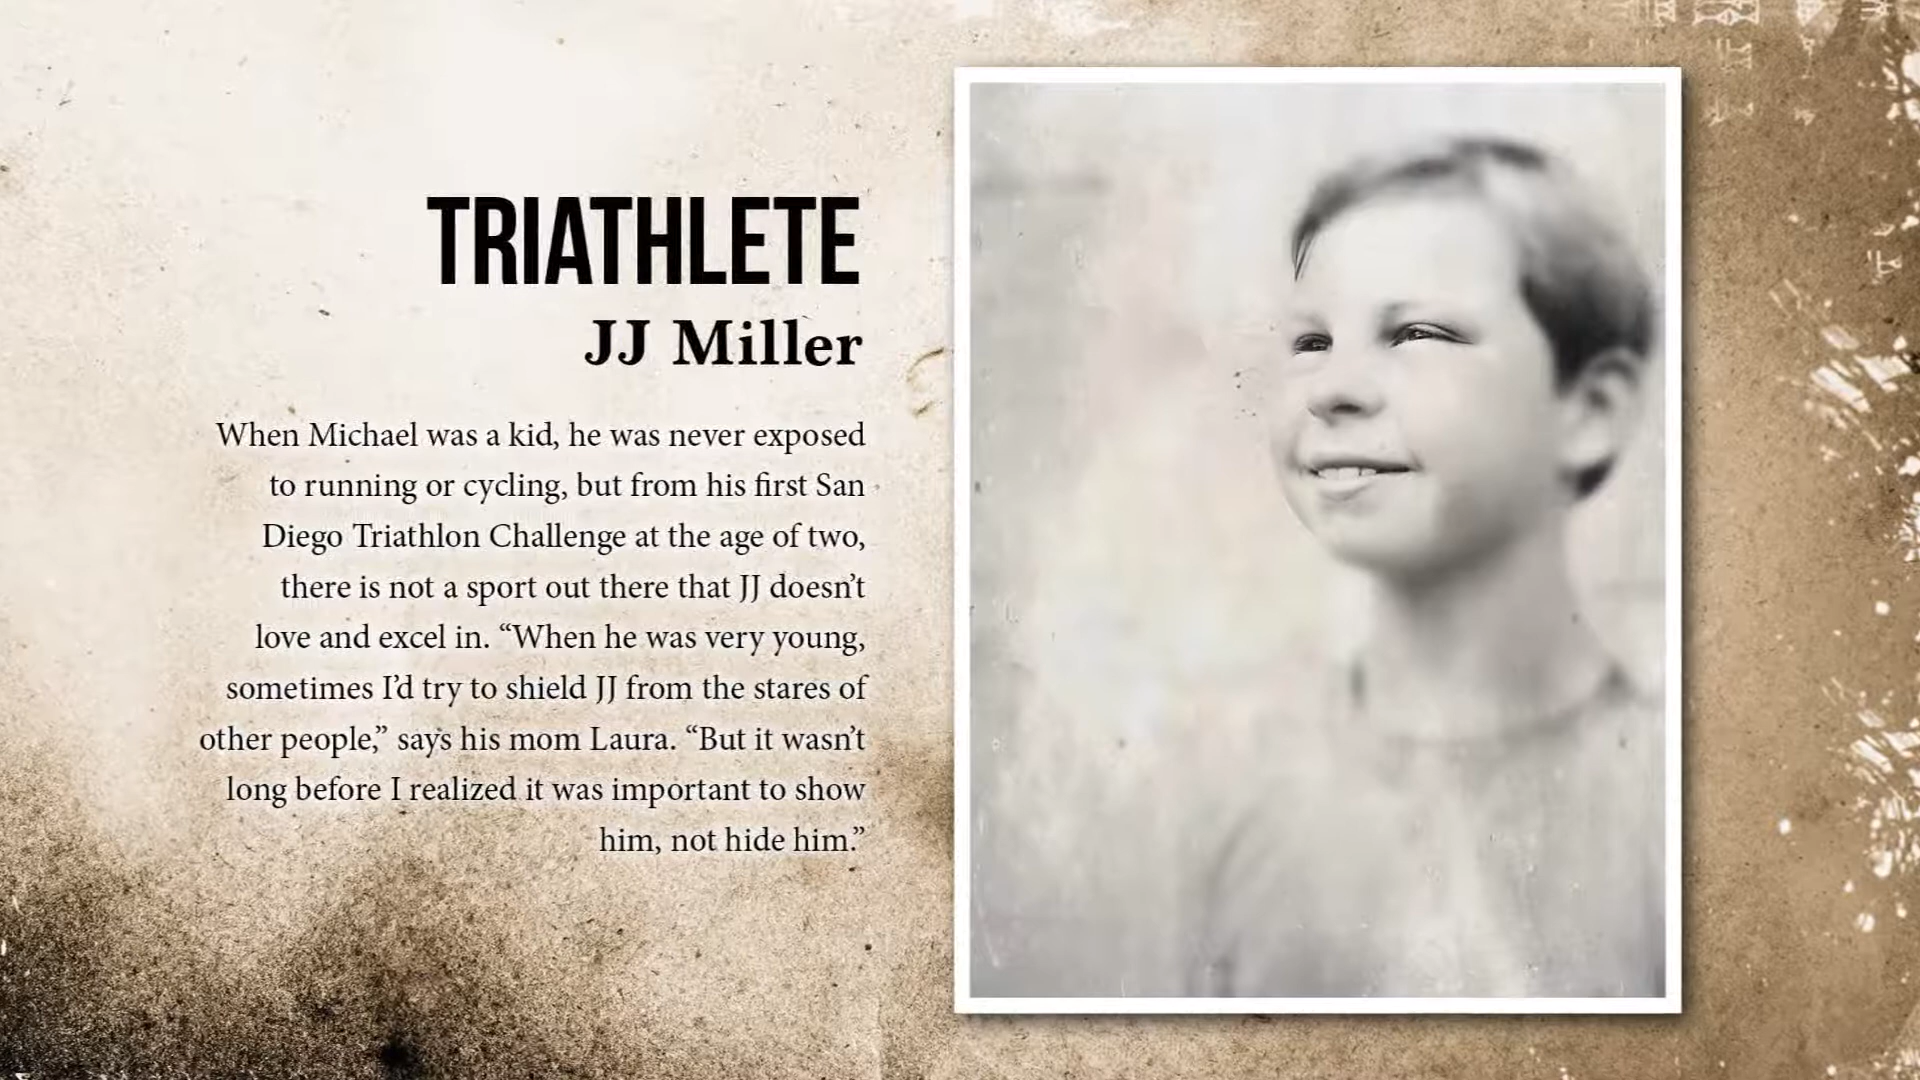 TRIATHLETE
JJ Miller
When Michael was a kid, he was never exposed
to running or cycling, but from his first San
Diego Triathlon Challenge at the age of two,
there is not a sport out there that JJ doesn’t
love and excel in. “When he was very young,
sometimes I’d try to shield JJ from the stares of
other people,” says his mom Laura. “But it wasn’t
long before I realized it was important to show
him, not hide him.”